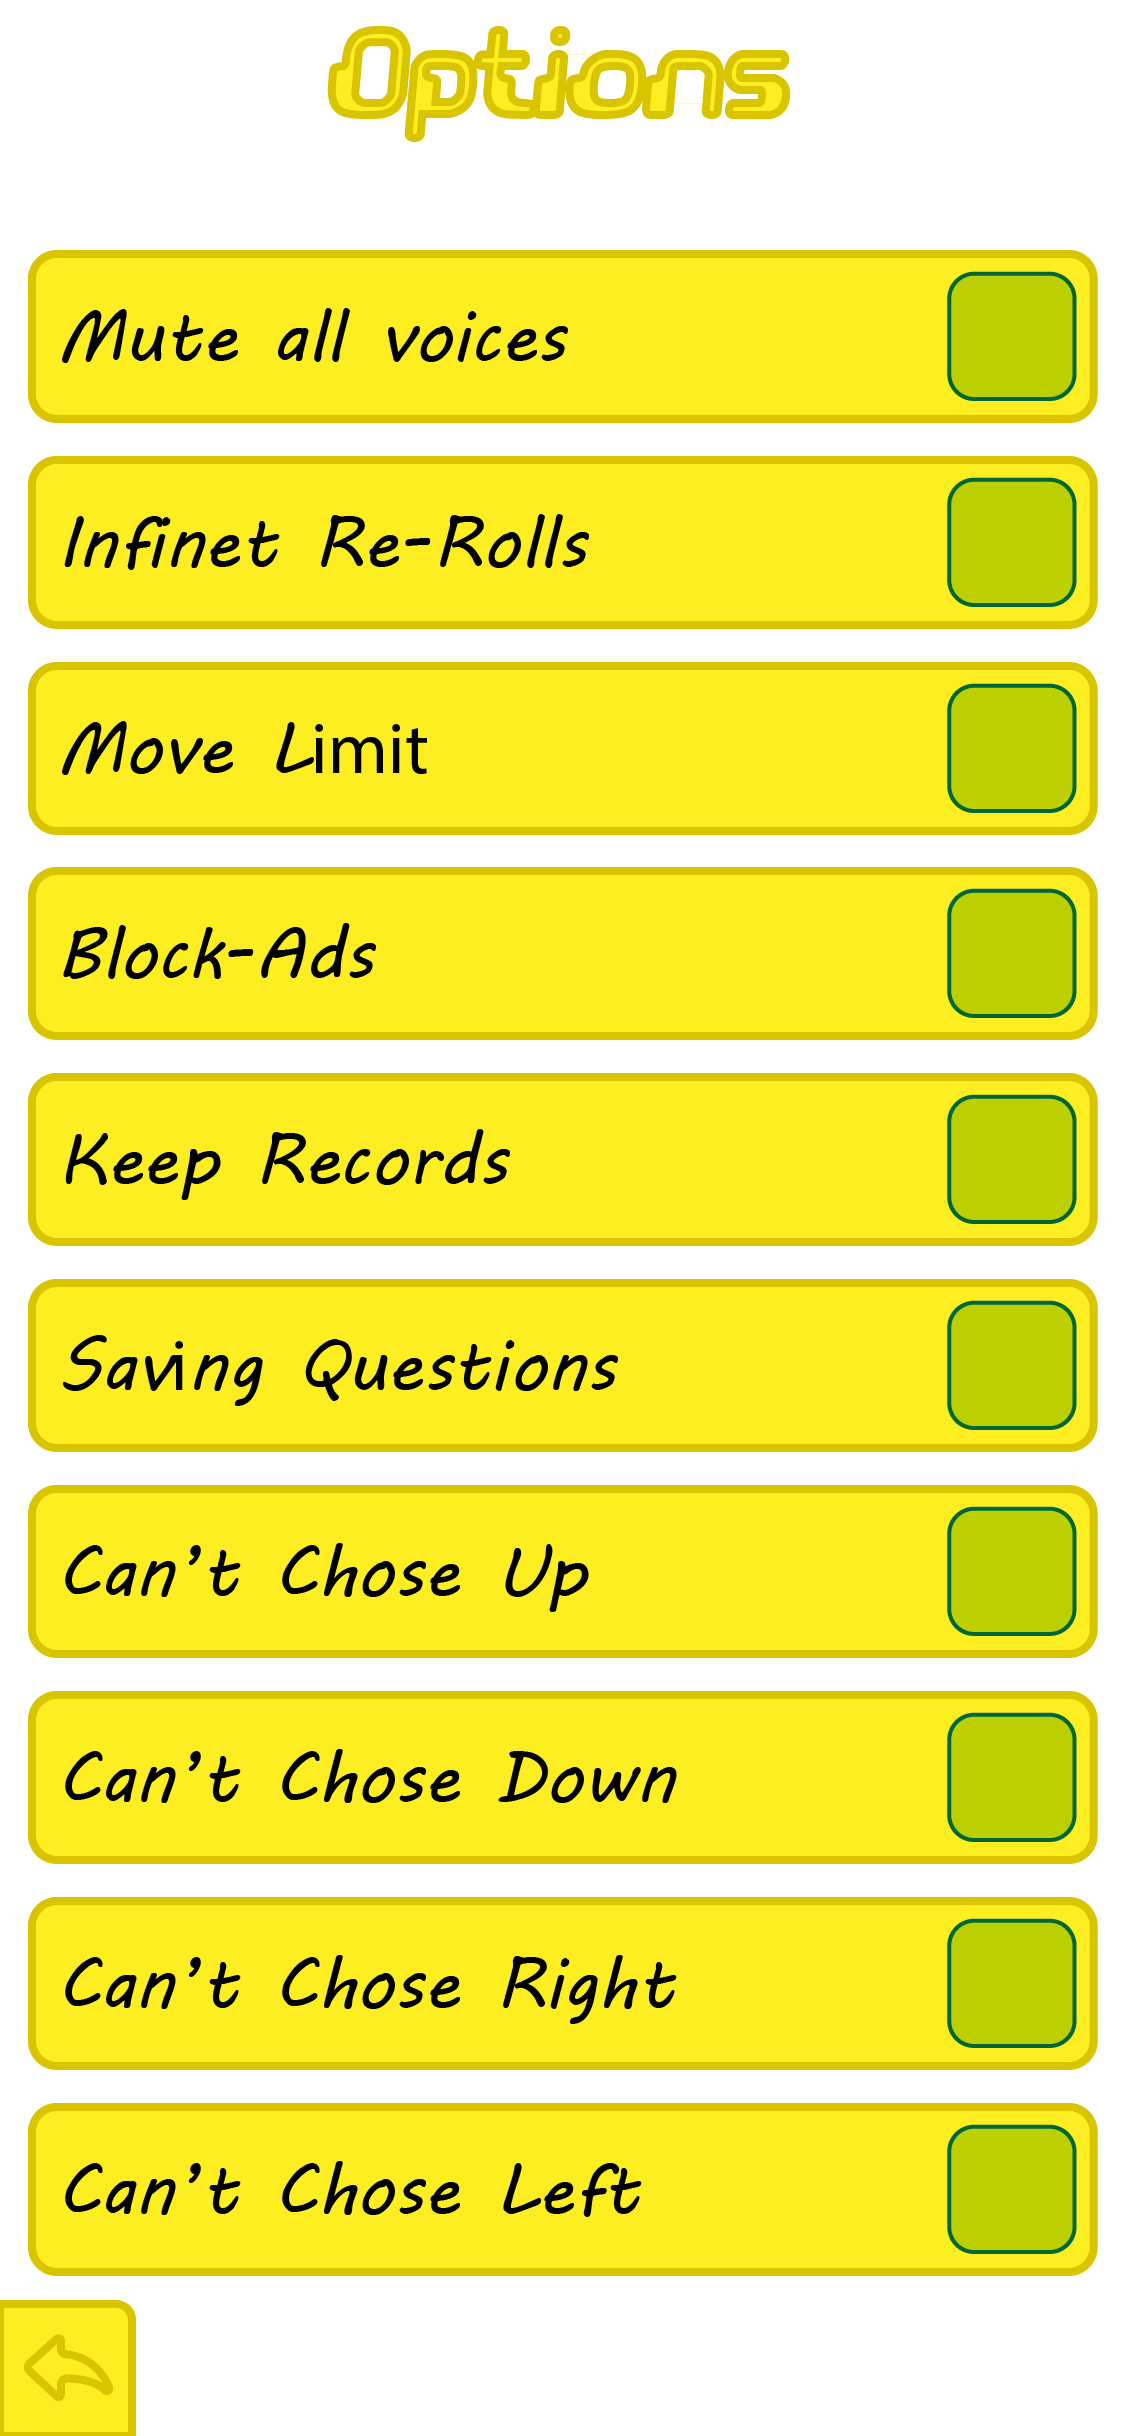 Options
Mute all voices
Infinet Re-Rolls
Move Limit
Block-Ads
Keep Records
Saving Questions
Can’t Chose Up
Can’t Chose Down
Can’t Chose Right
Can’t Chose Left